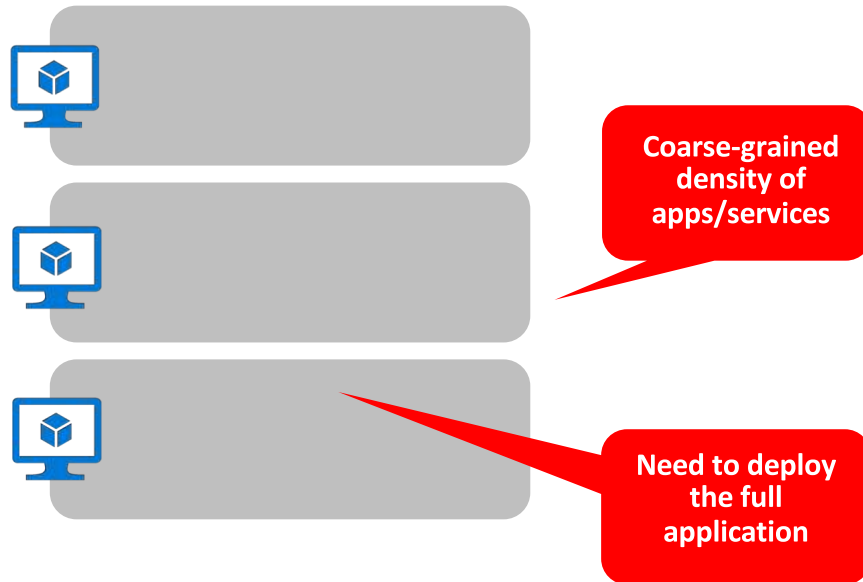 Coarse-grained
density of
apps/services
Need to deploy
the full
application